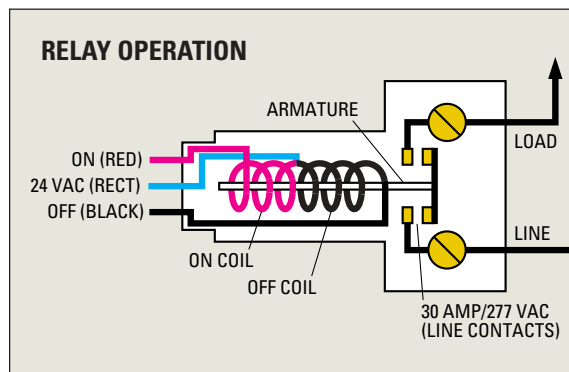 RELAY OPERATION
ARMATURE
LOAD
ON (RED)
24 VAC (RECT)
OFF (BLACK)
LINE
ON COIL
OFF COIL
30 AMP/277 VAC
(LINE CONTACTS)